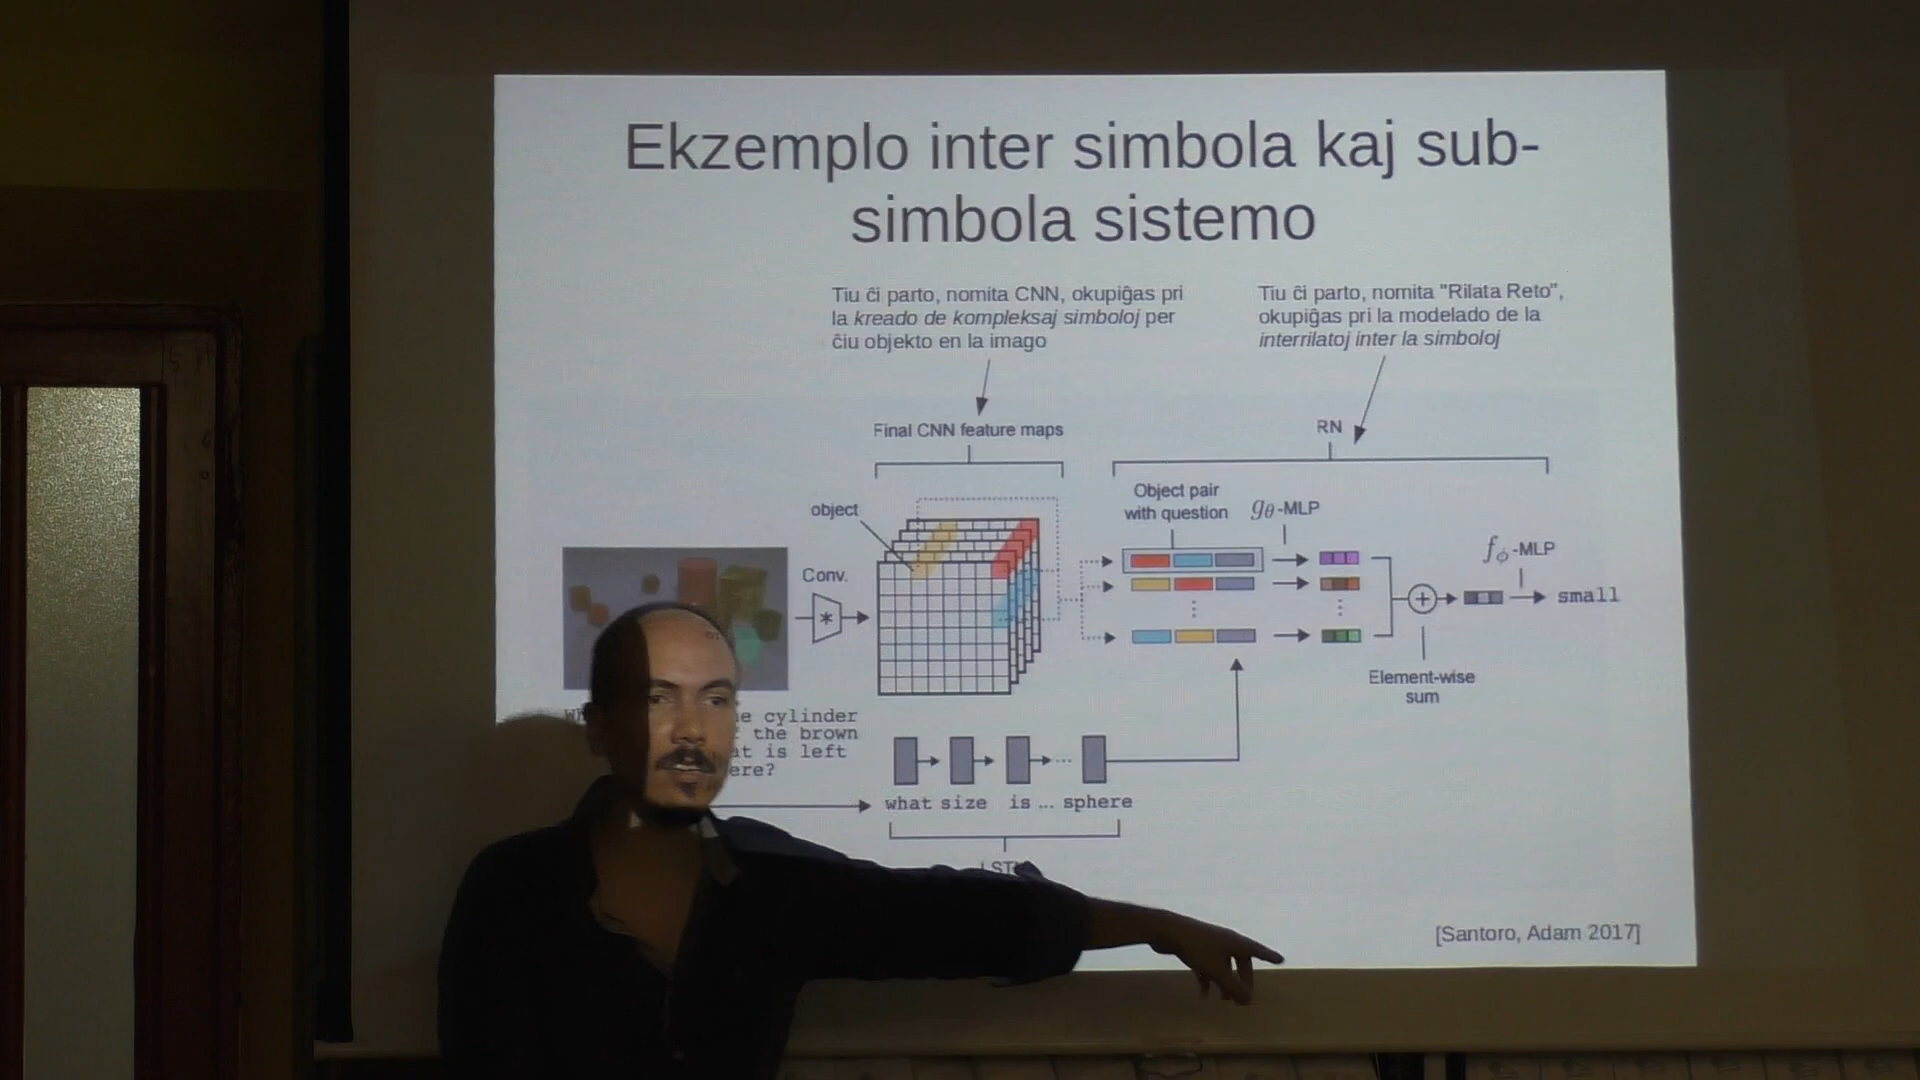 Ekzemplo inter simbola kaj sub-
simbola sistemo
Tiu ĉi parto, nomita CNN, okupiĝas pri
la kreado de kompleksaj simboloj per
ĉiu objekto en la imago
Tiu ĉi parto, nomita "Rilata Reto",
okupiĝas pri la modelado de la
interrilatoj inter la simboloj
Final CNN feature maps
RN
object
Object pair
with question
gθ-MLP
fϕ-MLP
Conv.
*
+
small
Element-wise
sum
cylinder
the brown
is left
what size is ... sphere
[Santoro, Adam 2017]